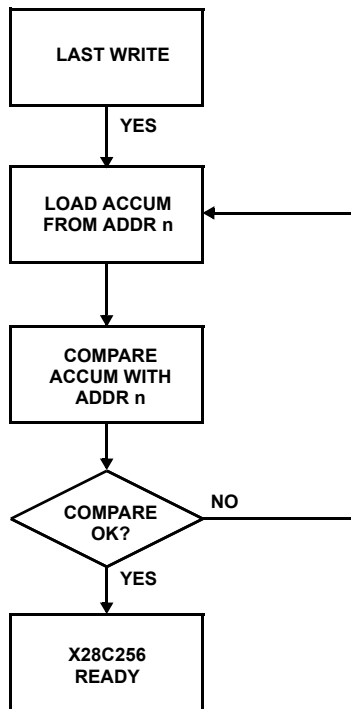 LAST WRITE
YES
LOAD ACCUM
FROM ADDR n
COMPARE
ACCUM WITH
ADDR n
COMPARE
OK?
NO
YES
X28C256
READY